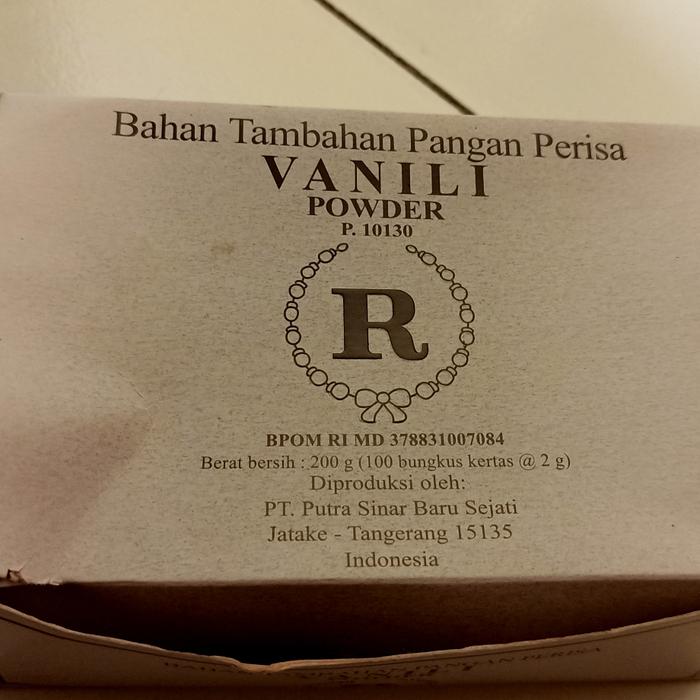 Bahan Tambahan Pangan Perisa
VANILI
POWDER
P. 10130
R
BPOM RI MD 378831007084
Berat bersih : 200 g (100 bungkus kertas @ 2 g)
Diproduksi oleh:
PT. Putra Sinar Baru Sejati
Jatake - Tangerang 15135
Indonesia